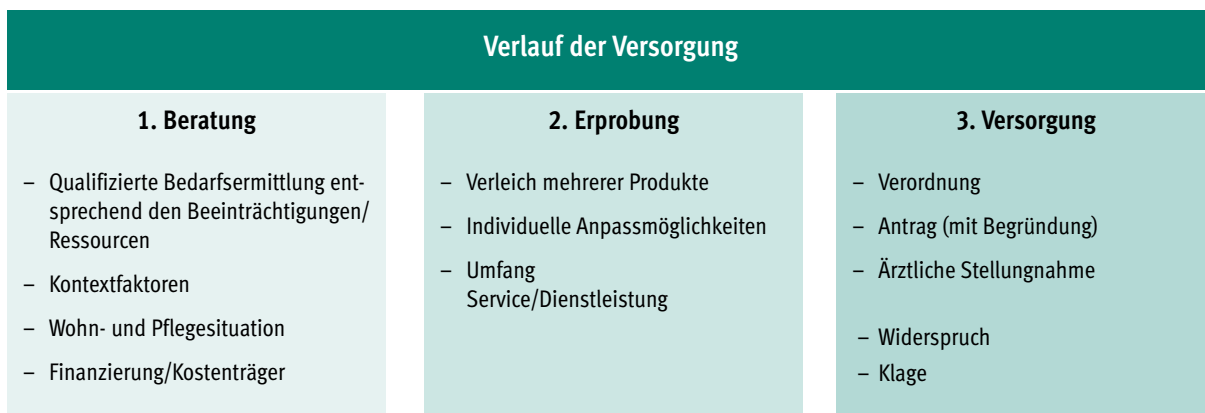 Verlauf der Versorgung
1. Beratung
– Qualifizierte Bedarfsermittlung ent-
sprechend den Beeinträchtigungen/
Ressourcen
– Kontextfaktoren
– Wohn- und Pflegesituation
– Finanzierung/Kostenträger
2. Erprobung
– Verleich mehrerer Produkte
– Individuelle Anpassmöglichkeiten
– Umfang
Service/Dienstleistung
3. Versorgung
– Verordnung
– Antrag (mit Begründung)
– Ärztliche Stellungnahme
– Widerspruch
– Klage